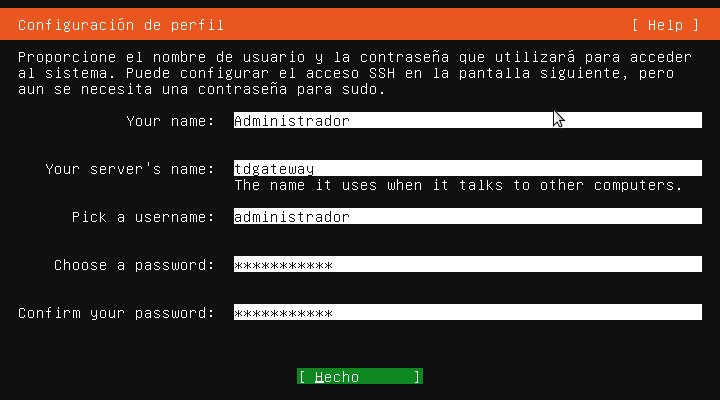 Configuración de perfil [ Help ]
Proporcione el nombre de usuario y la contraseña que utilizará para acceder
al sistema. Puede configurar el acceso SSH en la pantalla siguiente, pero
aun se necesita una contraseña para sudo.
Your name: Administrador
Your server's name: tdgateway
The name it uses when it talks to other computers.
Pick a username: administrador
Choose a password: ***********
Confirm your password: ***********
[ Hecho ]